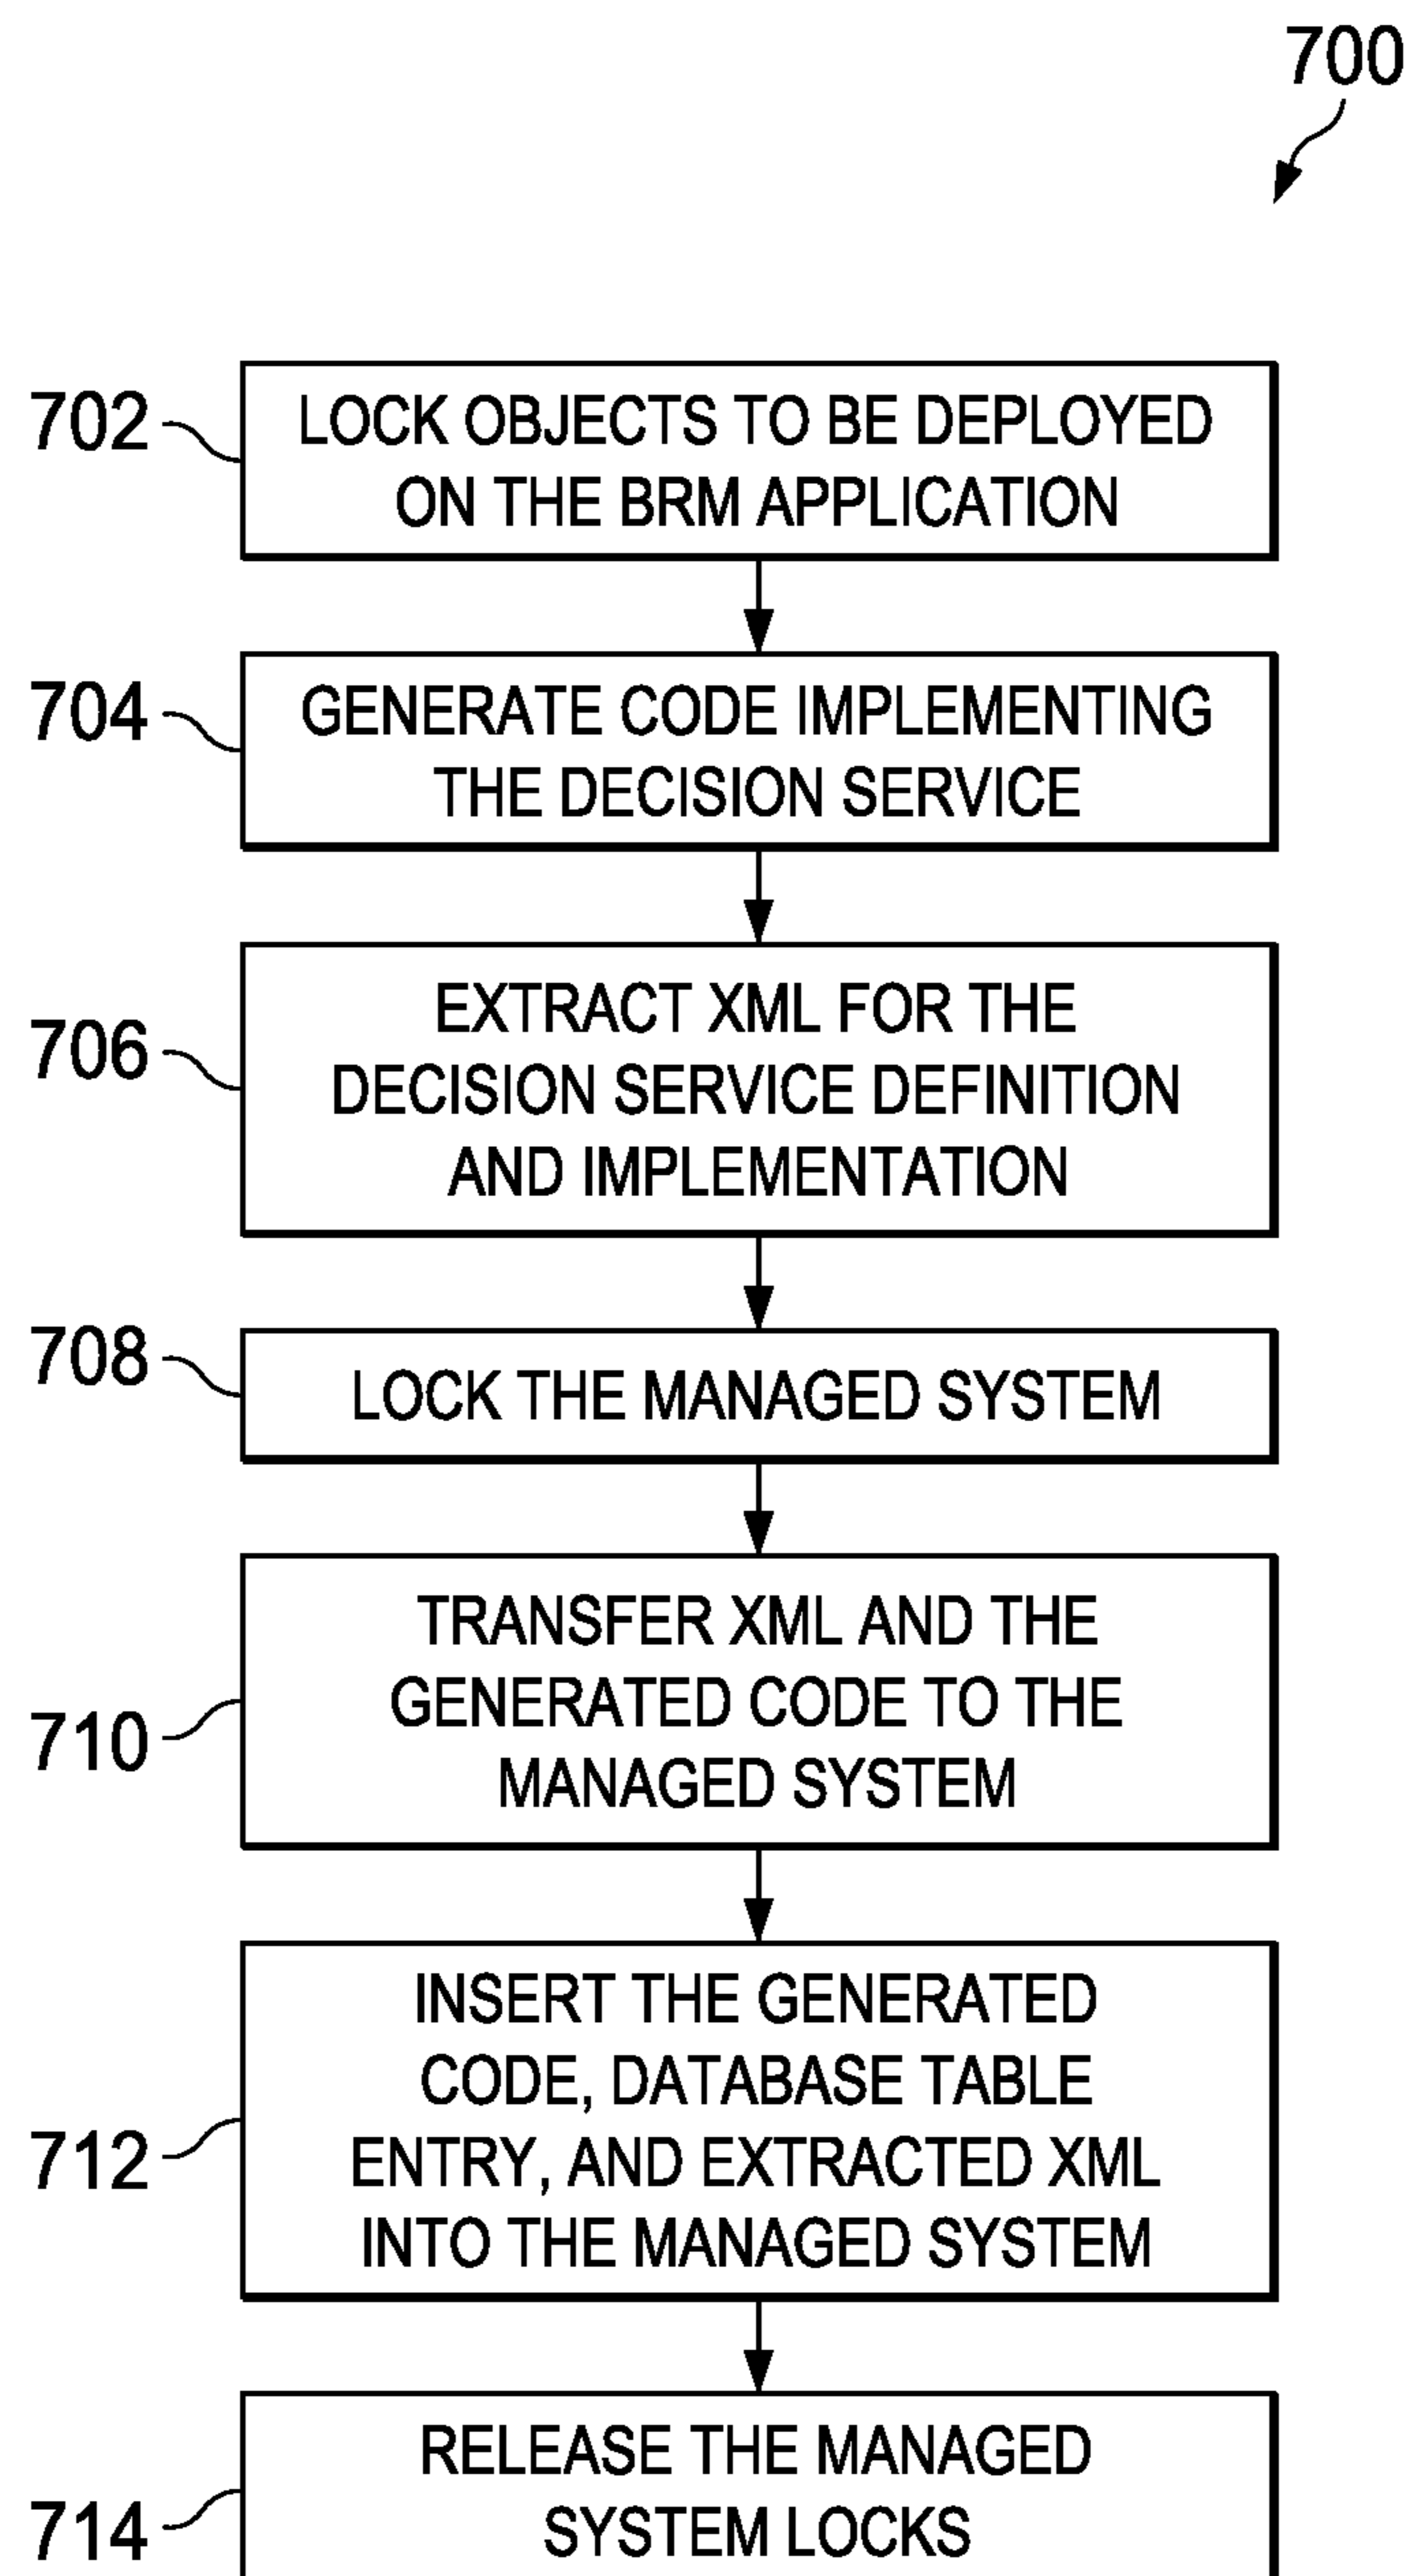 700
702
LOCK OBJECTS TO BE DEPLOYED
ON THE BRM APPLICATION
704
GENERATE CODE IMPLEMENTING
THE DECISION SERVICE
706
EXTRACT XML FOR THE
DECISION SERVICE DEFINITION
AND IMPLEMENTATION
708
LOCK THE MANAGED SYSTEM
710
TRANSFER XML AND THE
GENERATED CODE TO THE
MANAGED SYSTEM
712
INSERT THE GENERATED
CODE, DATABASE TABLE
ENTRY, AND EXTRACTED XML
INTO THE MANAGED SYSTEM
714
RELEASE THE MANAGED
SYSTEM LOCKS